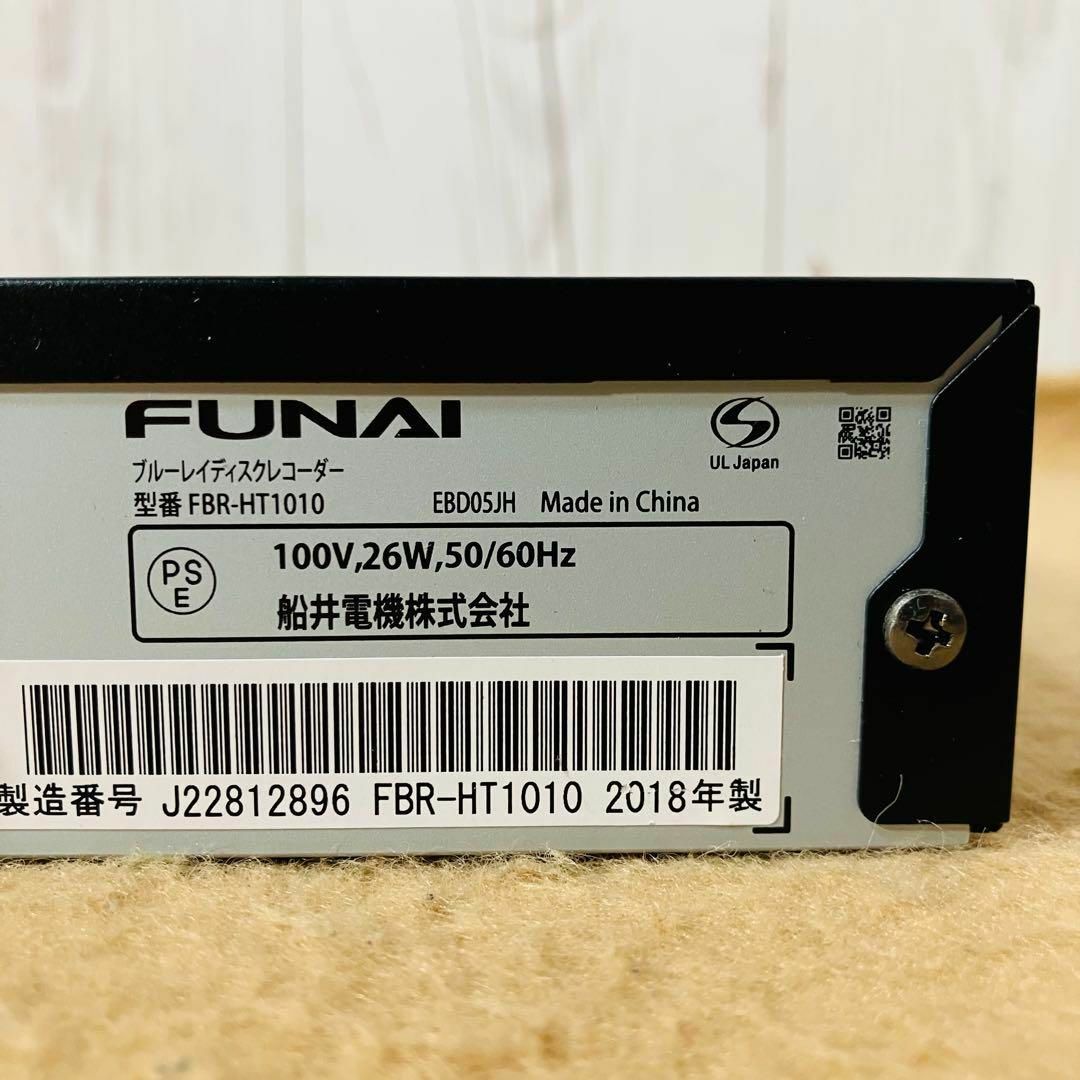 FUNAI
UL Japan
ブルーレイディスクレコーダー
型番 FBR-HT1010 EBD05JH Made in China
PS
E
100V,26W,50/60Hz
船井電機株式会社
製造番号 J22812896 FBR-HT1010 2018年製